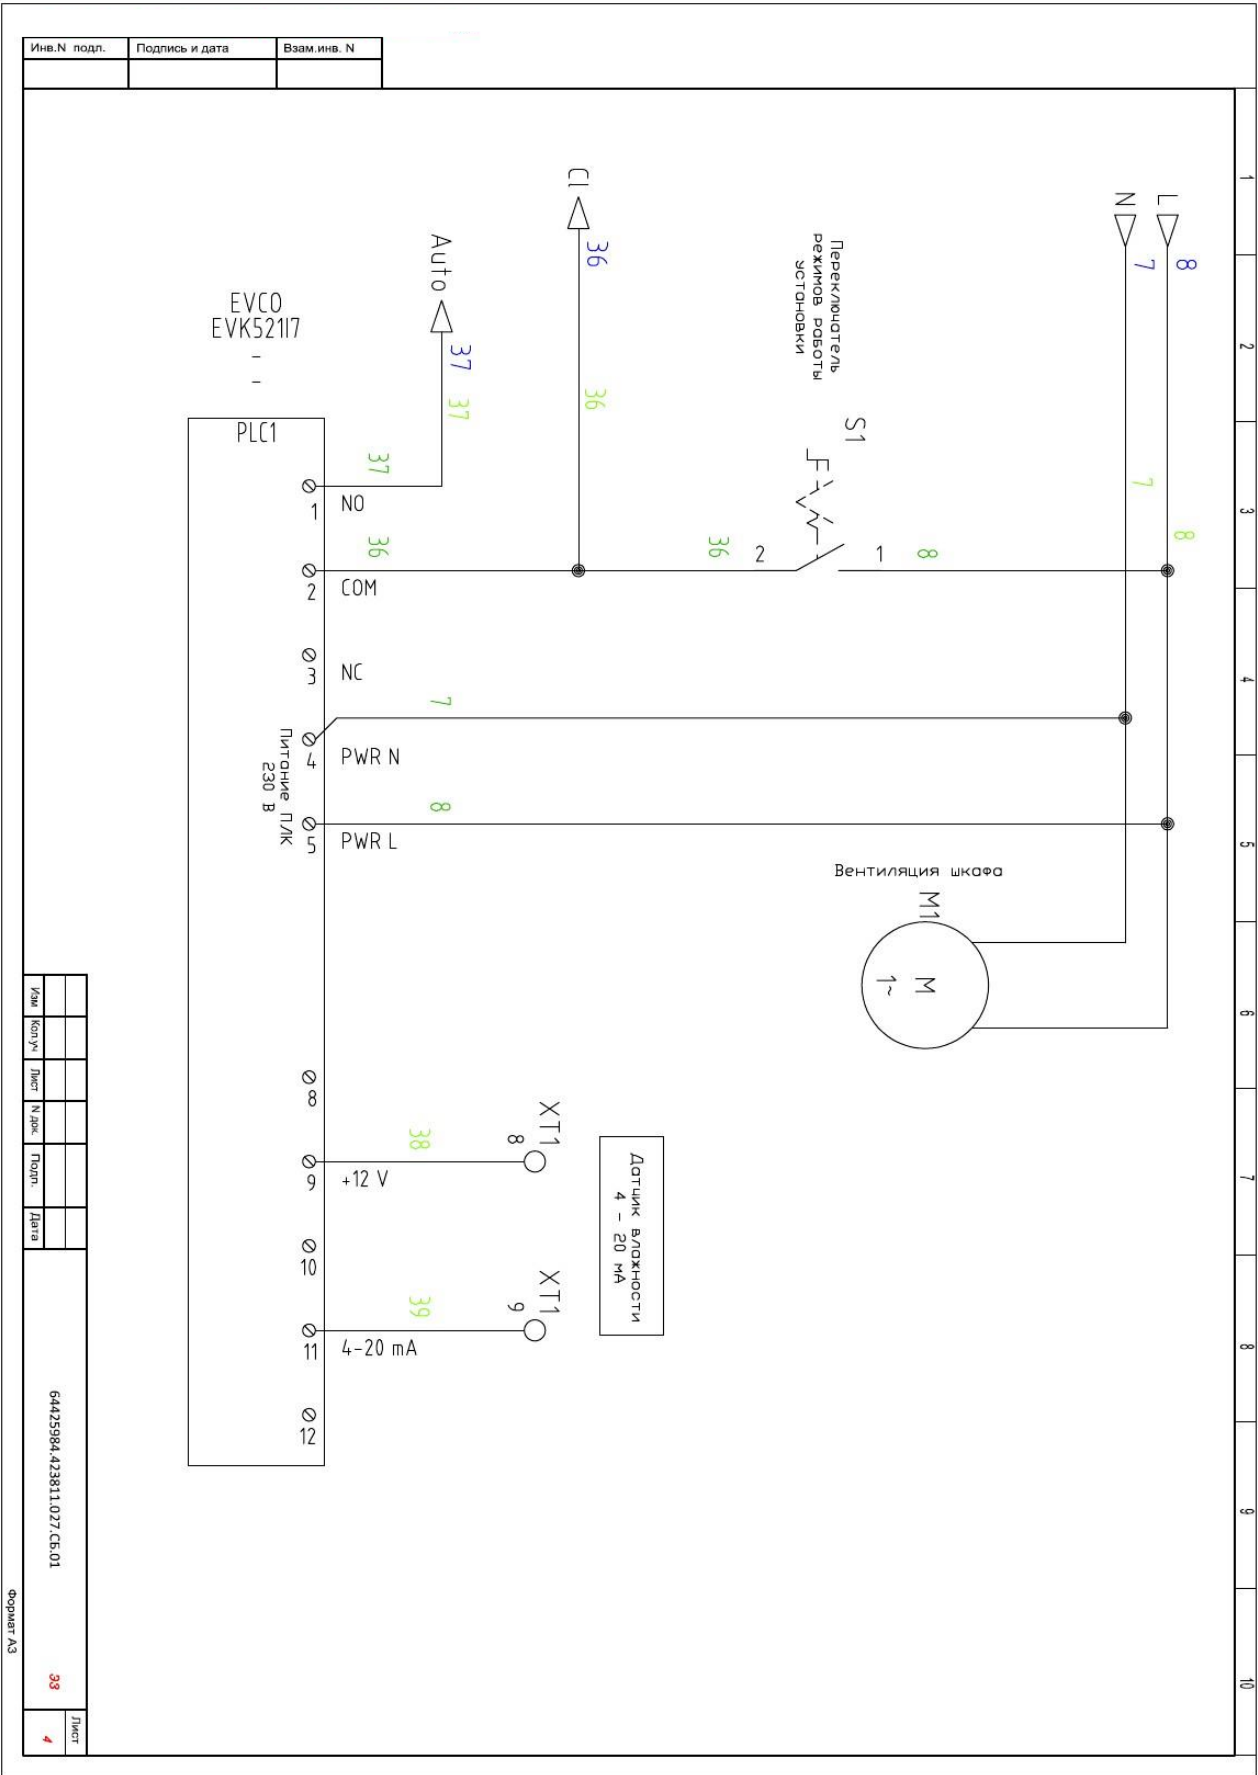 Инв.N подл.
Подпись и дата
Взам.инв. N
1
2
3
4
5
6
7
8
9
10
L
8
8
N
7
7
Переключатель
режимов работы
установки
S1
1
8
2
36
CI
36
36
Auto
37
37
EVCO
EVK521I7
-
-
PLC1
37
1
NO
36
2
COM
3
NC
7
4
PWR N
8
5
PWR L
Питание ПЛК
230 В
Вентиляция шкафа
M1
M
1~
8
38
9
+12 V
XT1
8
10
39
11
4-20 mA
XT1
9
12
Датчик влажности
4 - 20 мА
Изм
Кол.уч
Лист
N док.
Подп.
Дата
64425984.423811.027.СБ.01
ЭЗ
Лист
4
Формат А3